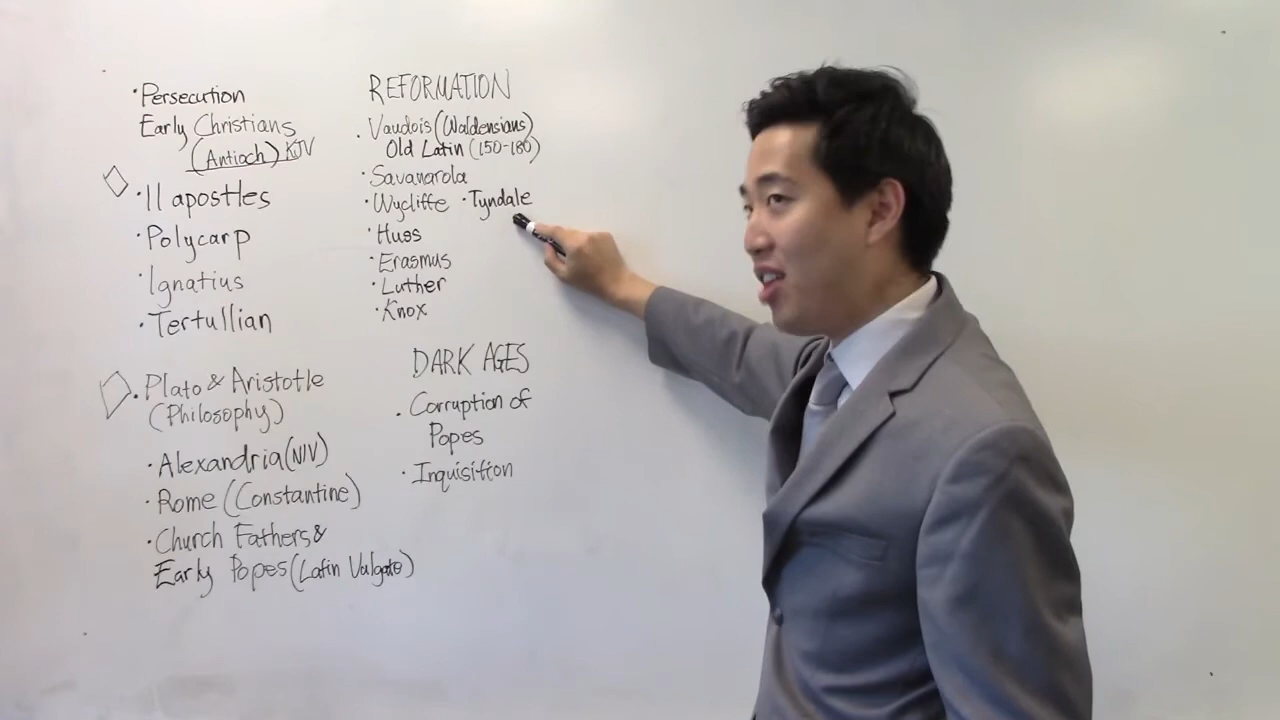 · Persecution
Early Christians
(Antioch) KJV
· 11 apostles
· Polycarp
· Ignatius
· Tertullian
· Plato & Aristotle
(Philosophy)
· Alexandria (NIV)
· Rome (Constantine)
· Church Fathers &
Early Popes (Latin Vulgate)
REFORMATION
· Vaudois (Waldensians)
Old Latin (150-180)
· Savanarola
· Wycliffe · Tyndale
· Huss
· Erasmus
· Luther
· Knox
DARK AGES
· Corruption of
Popes
· Inquisition